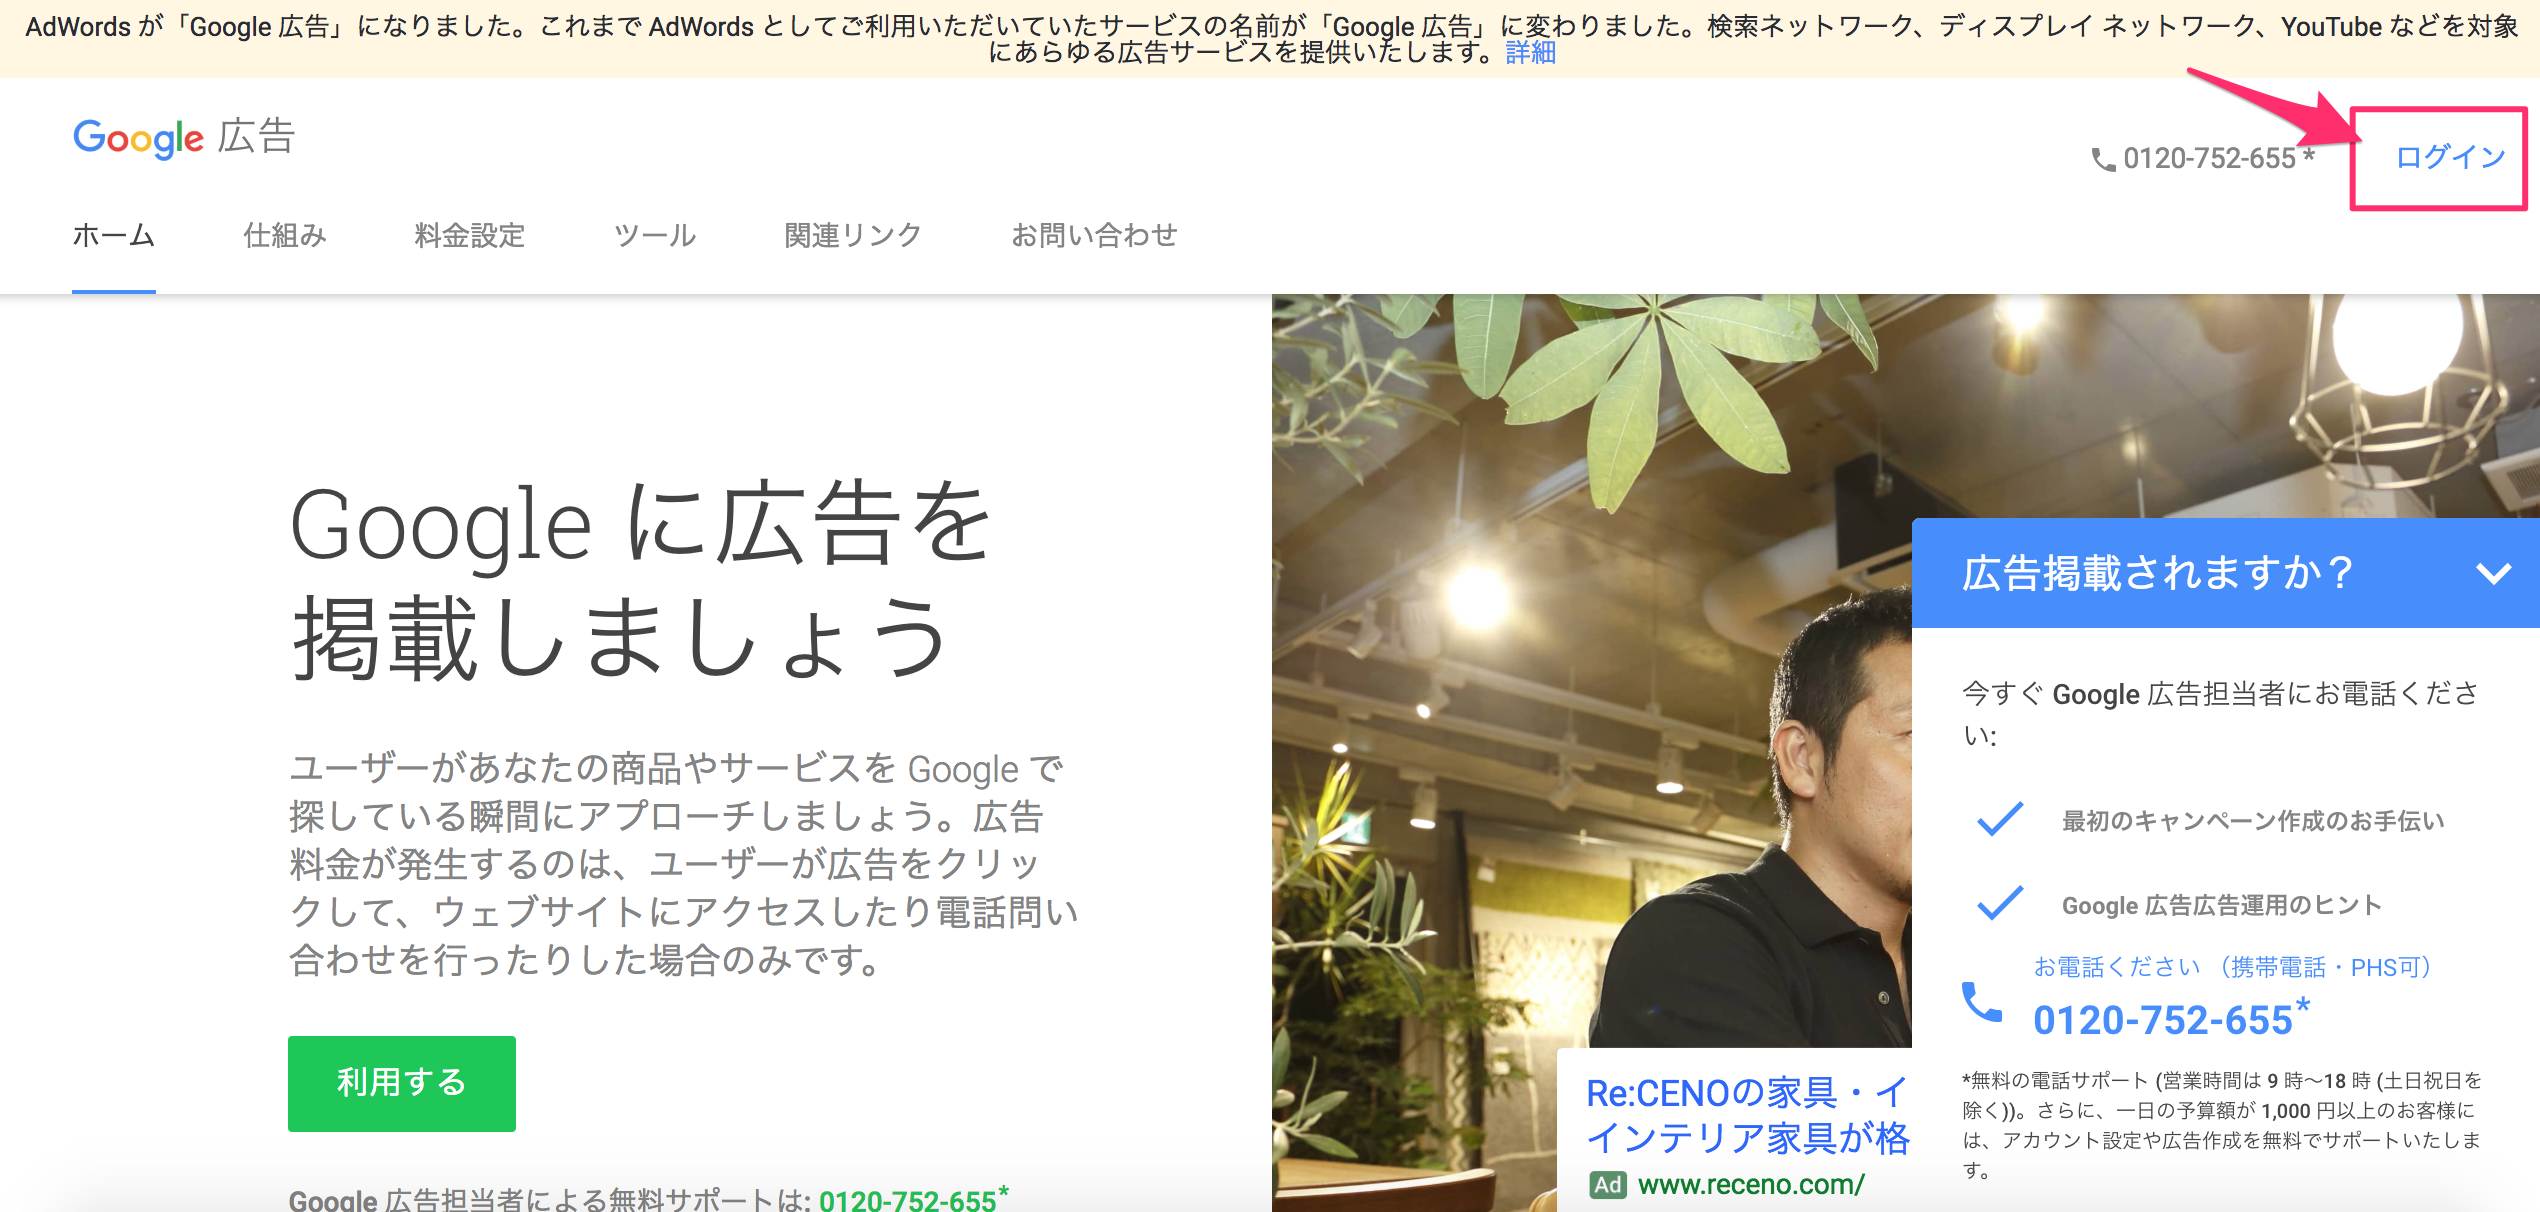 AdWords が「Google 広告」になりました。これまで AdWords としてご利用いただいていたサービスの名前が「Google 広告」に変わりました。検索ネットワーク、ディスプレイ ネットワーク、YouTube などを対象
にあらゆる広告サービスを提供いたします。詳細
Google 広告
0120-752-655 *
ログイン
ホーム 仕組み 料金設定 ツール 関連リンク お問い合わせ
Google に広告を
掲載しましょう
ユーザーがあなたの商品やサービスを Google で
探している瞬間にアプローチしましょう。広告
料金が発生するのは、ユーザーが広告をクリッ
クして、ウェブサイトにアクセスしたり電話問い
合わせを行ったりした場合のみです。
利用する
Google 広告担当者による無料サポートは: 0120-752-655*
Re:CENOの家具・イ
インテリア家具が格
Ad www.receno.com/
広告掲載されますか？
今すぐ Google 広告担当者にお電話くださ
い:
最初のキャンペーン作成のお手伝い
Google 広告広告運用のヒント
お電話ください （携帯電話・PHS可）
0120-752-655*
*無料の電話サポート (営業時間は 9 時〜18 時 (土日祝日を
除く))。さらに、一日の予算額が 1,000 円以上のお客様に
は、アカウント設定や広告作成を無料でサポートいたしま
す。